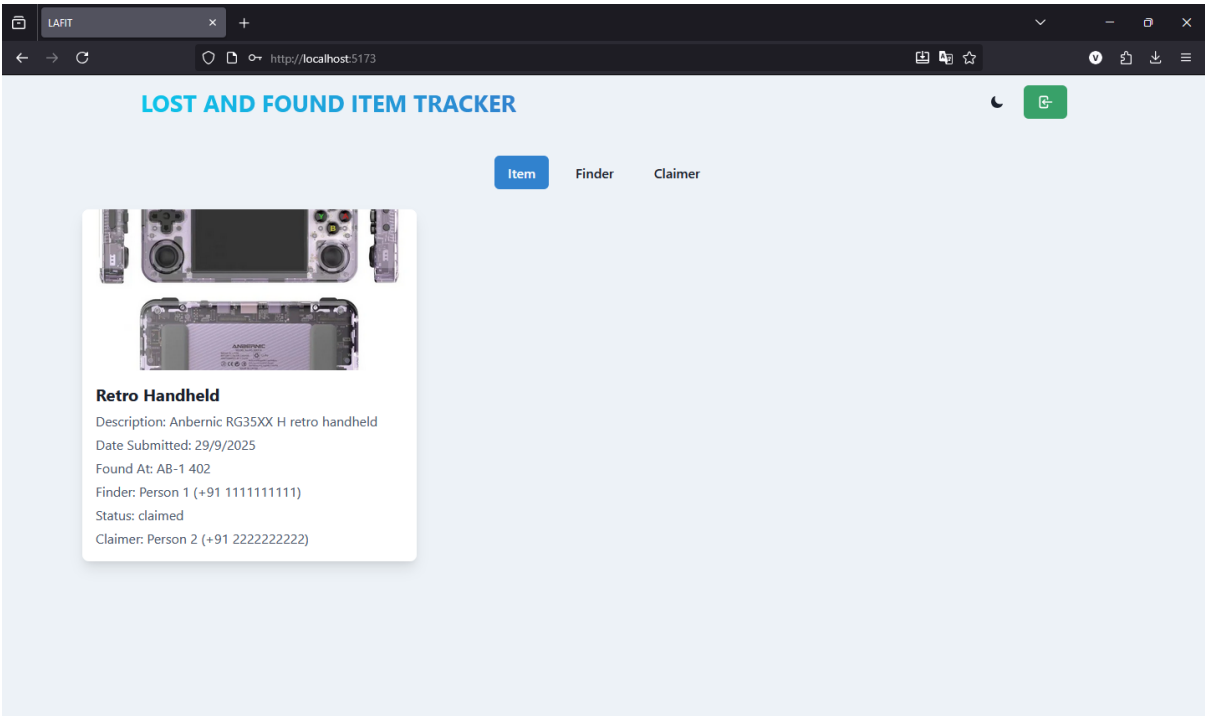 LAFIT
http://localhost:5173
V
LOST AND FOUND ITEM TRACKER
Item
Finder
Claimer
Y
X
B
ANBERNIC
Retro Handheld
Description: Anbernic RG35XX H retro handheld
Date Submitted: 29/9/2025
Found At: AB-1 402
Finder: Person 1 (+91 1111111111)
Status: claimed
Claimer: Person 2 (+91 2222222222)